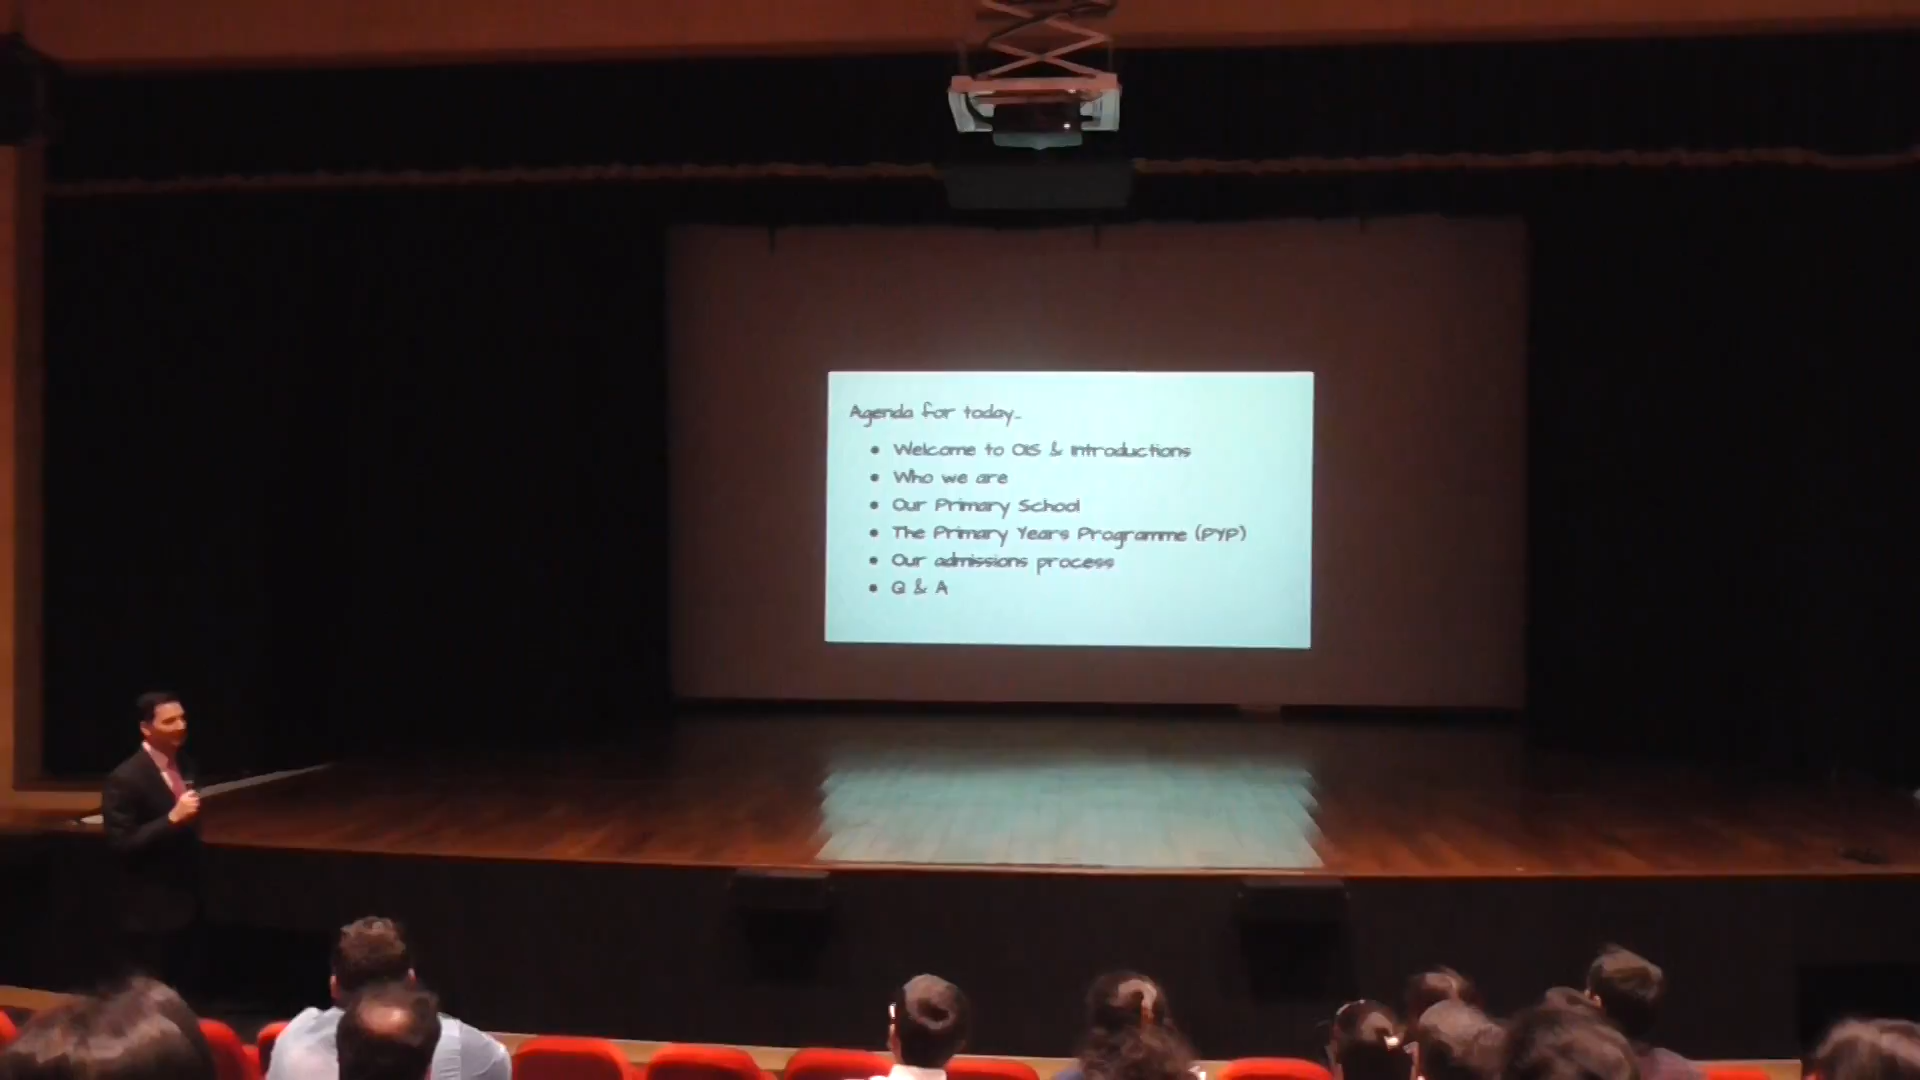 Agenda for today...
• Welcome to OIS & Introductions
• Who we are
• Our Primary School
• The Primary Years Programme (PYP)
• Our admissions process
• Q & A